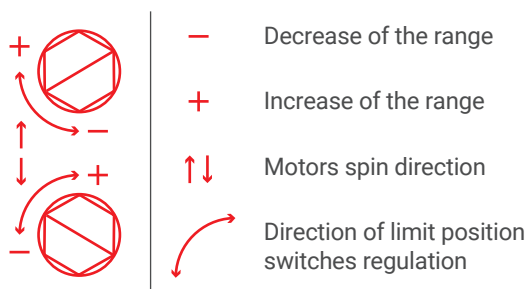 +
−
+
−
− Decrease of the range
+ Increase of the range
↑↓ Motors spin direction
Direction of limit position
switches regulation